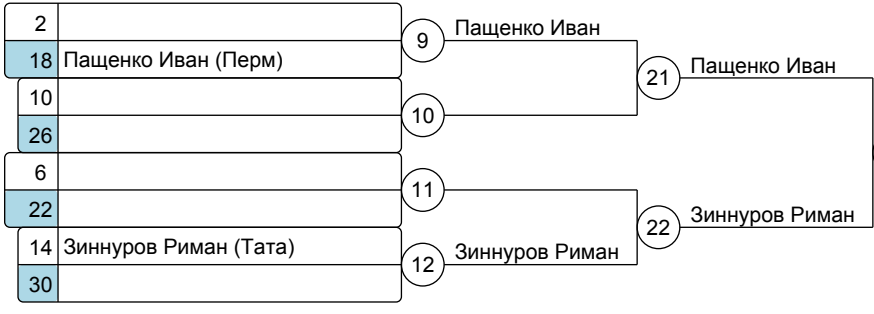 2
18 Пащенко Иван (Перм)
9
Пащенко Иван
10
26
10
21
Пащенко Иван
6
22
11
14 Зиннуров Риман (Тата)
30
12
Зиннуров Риман
22
Зиннуров Риман